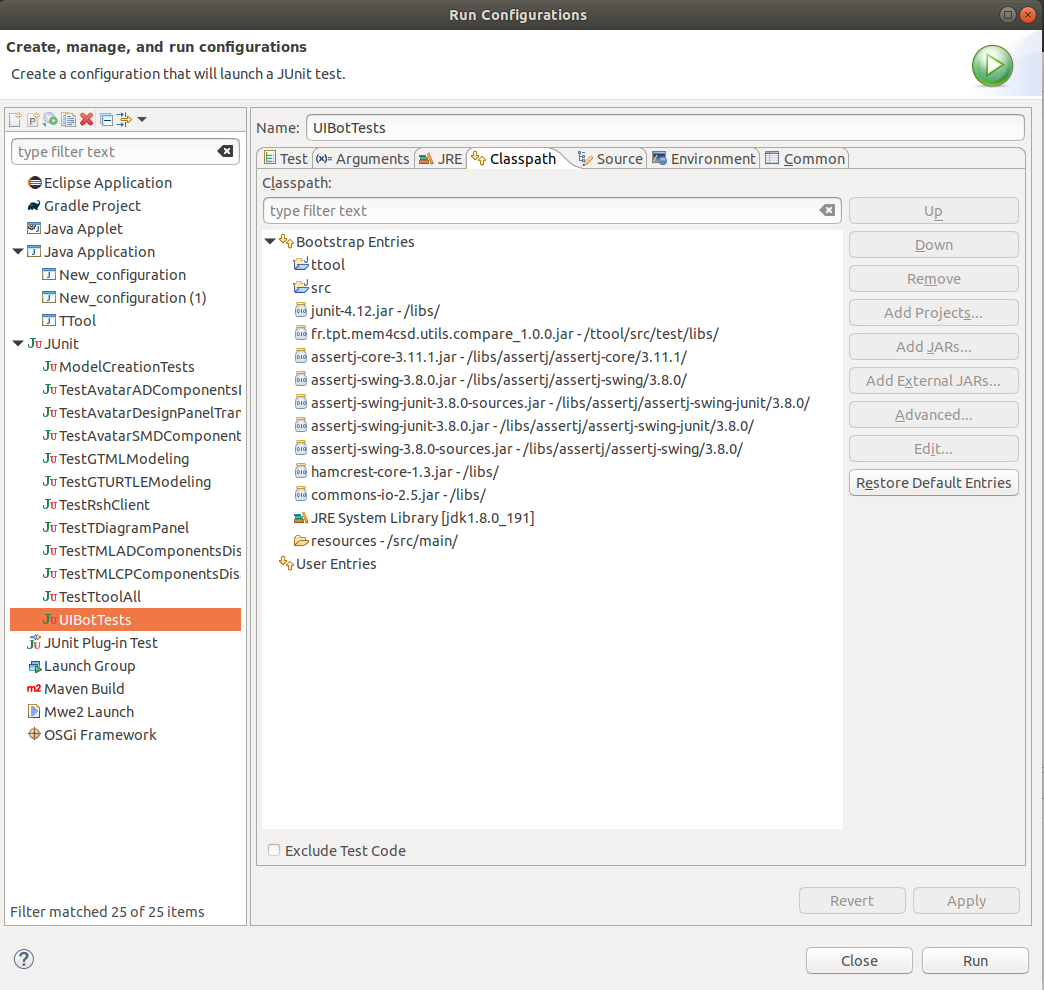 Run Configurations
Create, manage, and run configurations
Create a configuration that will launch a JUnit test.
type filter text
Eclipse Application
Gradle Project
Java Applet
Java Application
New_configuration
New_configuration (1)
TTool
JUnit
ModelCreationTests
TestAvatarADComponentsD
TestAvatarDesignPanelTran
TestAvatarSMDComponent
TestGTMLModeling
TestGTURTLEModeling
TestRshClient
TestTDiagramPanel
TestTMLADComponentsDis
TestTMLCPComponentsDisa
TestTtoolAll
UIBotTests
JUnit Plug-in Test
Launch Group
Maven Build
Mwe2 Launch
OSGi Framework
Filter matched 25 of 25 items
Name: UIBotTests
Test (x)= Arguments JRE Classpath Source Environment Common
Classpath:
type filter text
Bootstrap Entries
ttool
src
junit-4.12.jar - /libs/
fr.tpt.mem4csd.utils.compare_1.0.0.jar - /ttool/src/test/libs/
assertj-core-3.11.1.jar - /libs/assertj/assertj-core/3.11.1/
assertj-swing-3.8.0.jar - /libs/assertj/assertj-swing/3.8.0/
assertj-swing-junit-3.8.0-sources.jar - /libs/assertj/assertj-swing-junit/3.8.0/
assertj-swing-junit-3.8.0.jar - /libs/assertj/assertj-swing-junit/3.8.0/
assertj-swing-3.8.0-sources.jar - /libs/assertj/assertj-swing/3.8.0/
hamcrest-core-1.3.jar - /libs/
commons-io-2.5.jar - /libs/
JRE System Library [jdk1.8.0_191]
resources - /src/main/
User Entries
Up
Down
Remove
Add Projects...
Add JARs...
Add External JARs...
Advanced...
Edit...
Restore Default Entries
Exclude Test Code
Revert
Apply
Close
Run